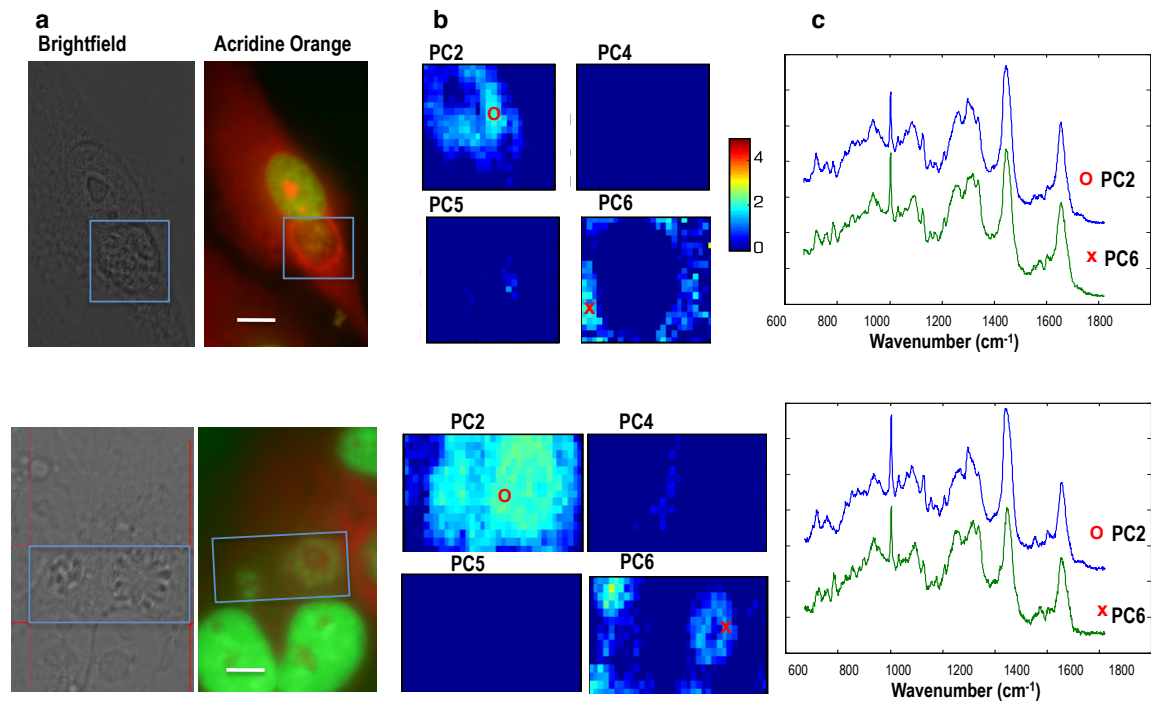 a
b
c
Brightfield
Acridine Orange
PC2
PC4
PC5
PC6
O
x
4
2
0
O PC2
x PC6
600 800 1000 1200 1400 1600 1800
Wavenumber (cm-1)
PC2
PC4
PC5
PC6
O
x
O PC2
x PC6
600 800 1000 1200 1400 1600 1800
Wavenumber (cm-1)